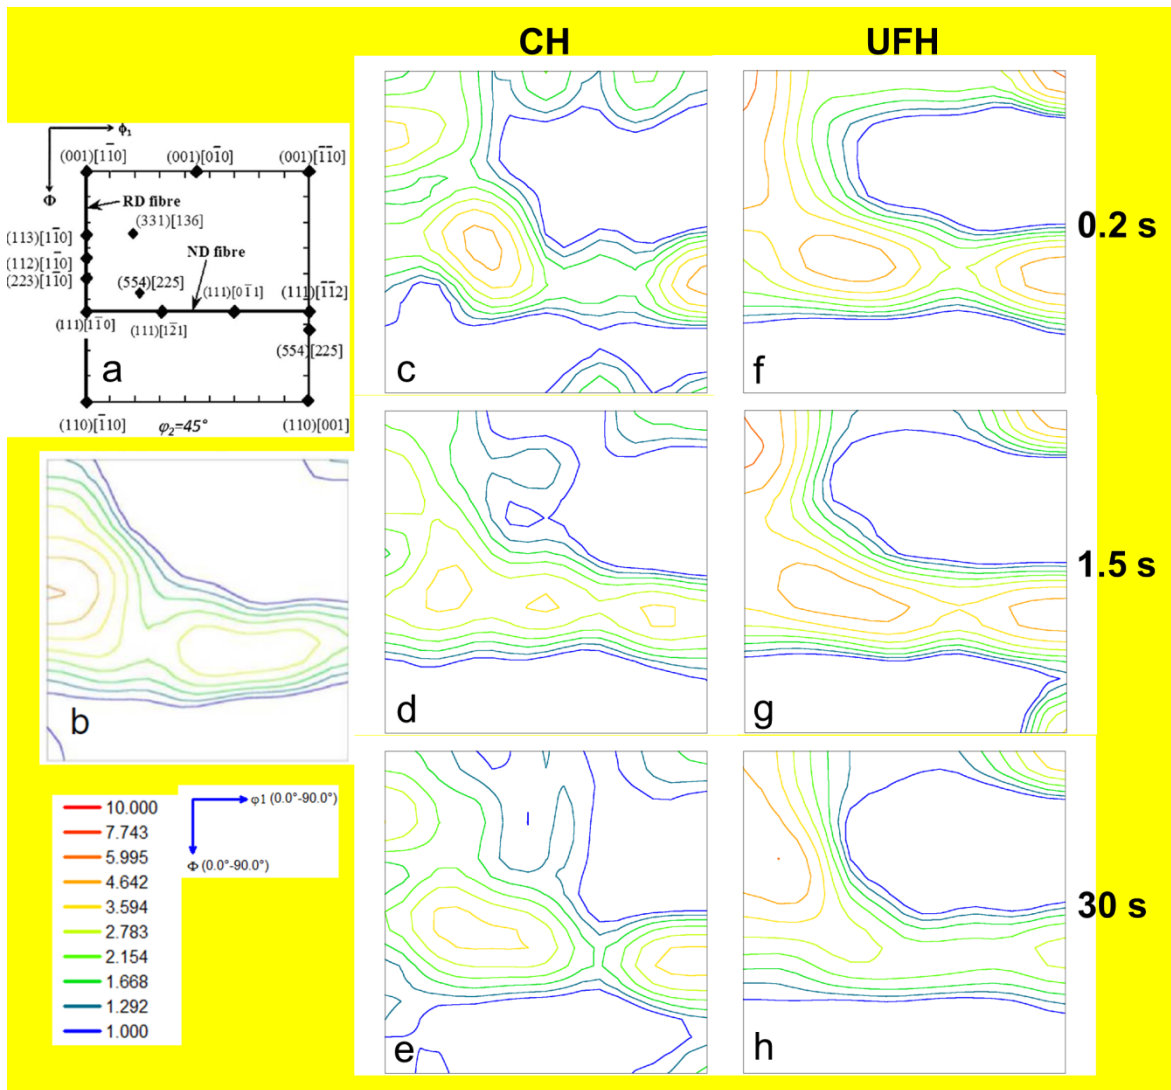 CH UFH
ϕ₁
(001)[11̄0] (001)[01̄0] (001)[1̄1̄0]
Φ
RD fibre
(331)[136]
(113)[11̄0]
ND fibre
(112)[11̄0]
(223)[11̄0] (554)[225] (111)[01̄1] (111)[1̄1̄2]
(111)[11̄0] (111)[12̄1]
(554)[225]
a
(110)[1̄10] φ₂=45° (110)[001]
c
f
0.2 s
b
d
g
1.5 s
10.000
7.743
5.995
4.642
3.594
2.783
2.154
1.668
1.292
1.000
φ1 (0.0°-90.0°)
Φ (0.0°-90.0°)
e
h
30 s